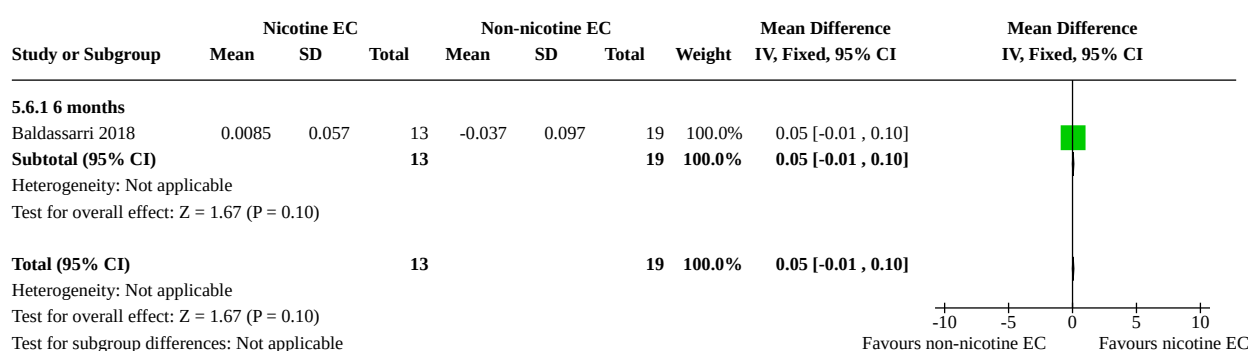 Nicotine EC Non-nicotine EC Mean Difference Mean Difference
Study or Subgroup Mean SD Total Mean SD Total Weight IV, Fixed, 95% CI IV, Fixed, 95% CI
5.6.1 6 months
Baldassarri 2018 0.0085 0.057 13 -0.037 0.097 19 100.0% 0.05 [-0.01 , 0.10]
Subtotal (95% CI) 13 19 100.0% 0.05 [-0.01 , 0.10]
Heterogeneity: Not applicable
Test for overall effect: Z = 1.67 (P = 0.10)
Total (95% CI) 13 19 100.0% 0.05 [-0.01 , 0.10]
Heterogeneity: Not applicable
Test for overall effect: Z = 1.67 (P = 0.10) -10 -5 0 5 10
Test for subgroup differences: Not applicable Favours non-nicotine EC Favours nicotine EC